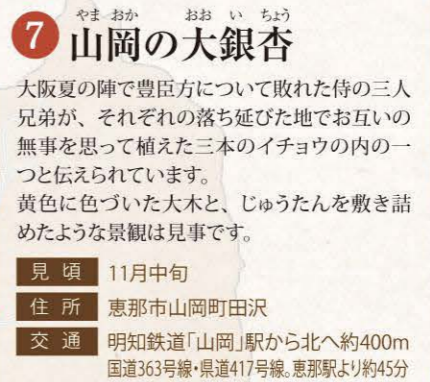 やま おか おお い ちょう
7 山岡の大銀杏
大阪夏の陣で豊臣方について敗れた侍の三人
兄弟が、それぞれの落ち延びた地でお互いの
無事を思って植えた三本のイチョウの内の一
つと伝えられています。
黄色に色づいた大木と、じゅうたんを敷き詰
めたような景観は見事です。
見頃 11月中旬
住所 恵那市山岡町田沢
交通 明知鉄道「山岡」駅から北へ約400m
国道363号線・県道417号線。恵那駅より約45分